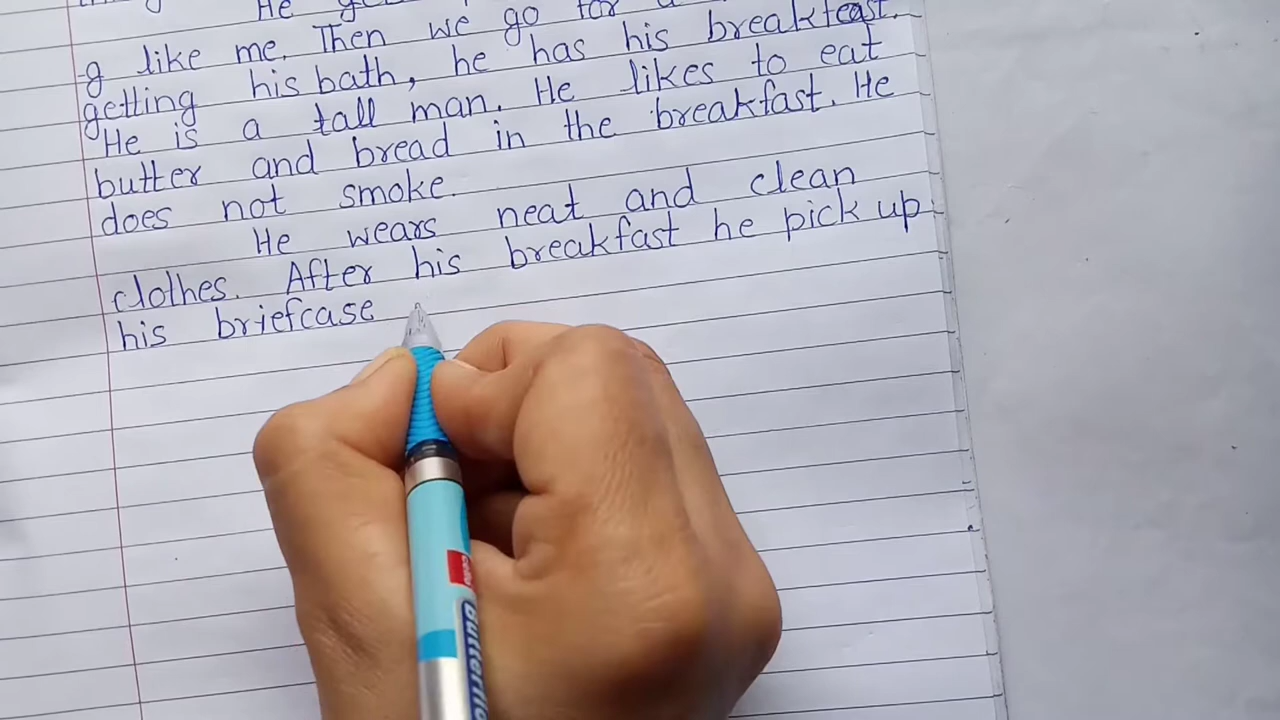 He
g like me. Then we go for a
getting his bath, he has his breakfast.
He is a tall man. He likes to eat
butter and bread in the breakfast. He
does not smoke.
He wears neat and clean
clothes. After his breakfast he pick up
his briefcase
Butterflo